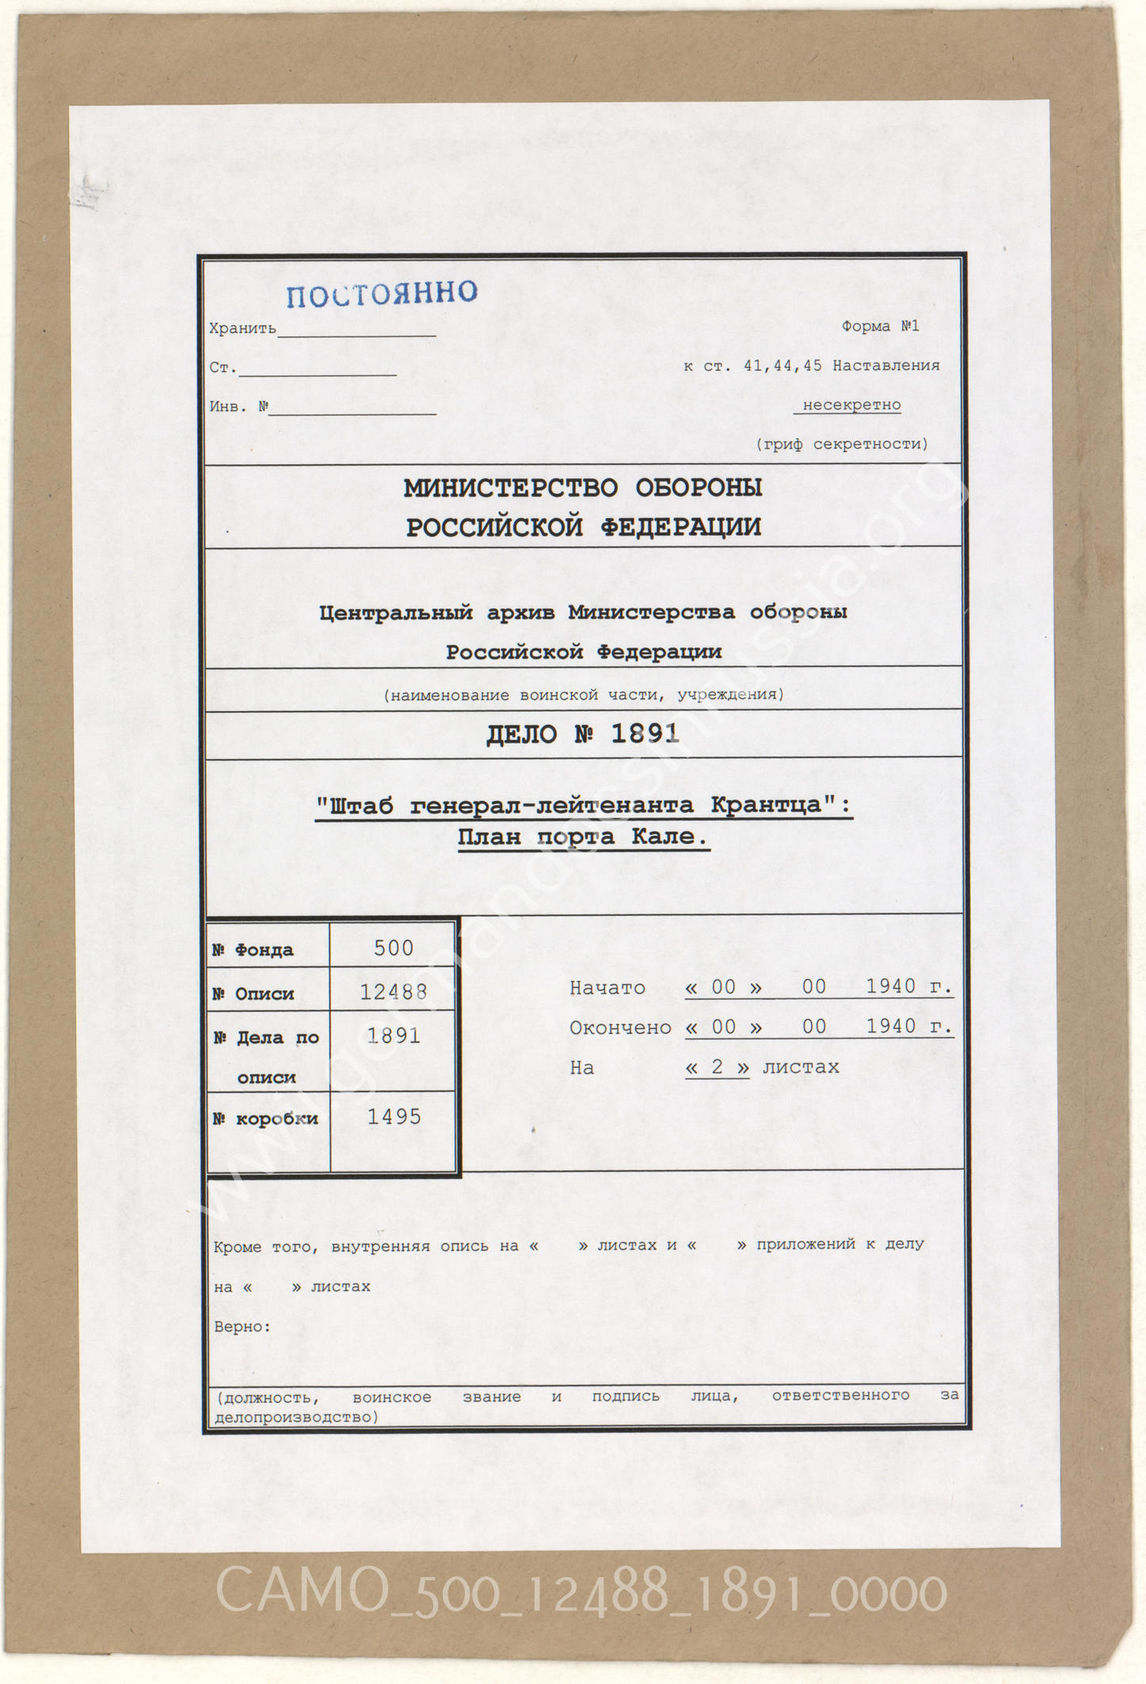 ПОСТОЯННО
Хранить
Форма №1
Ст.
к ст. 41,44,45 Наставления
Инв. №
несекретно
(гриф секретности)
МИНИСТЕРСТВО ОБОРОНЫ
РОССИЙСКОЙ ФЕДЕРАЦИИ
Центральный архив Министерства обороны
Российской Федерации
(наименование воинской части, учреждения)
ДЕЛО № 1891
"Штаб генерал-лейтенанта Крантца":
План порта Кале.
№ Фонда 500
№ Описи 12488
№ Дела по описи 1891
№ коробки 1495
Начато « 00 » 00 1940 г.
Окончено « 00 » 00 1940 г.
На « 2 » листах
Кроме того, внутренняя опись на « » листах и « » приложений к делу
на « » листах
Верно:
(должность, воинское звание и подпись лица, ответственного за
делопроизводство)
www.germandocsinrussia.org
CAMO_500_12488_1891_0000